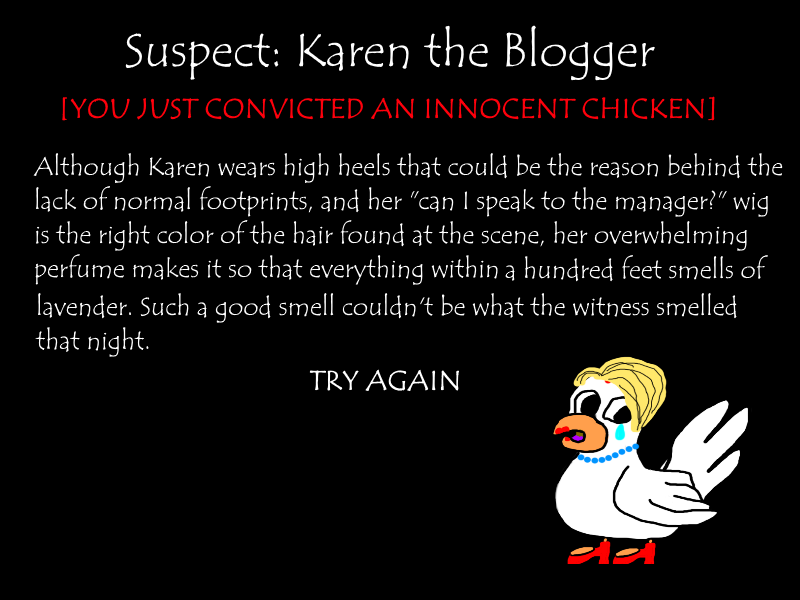 Suspect: Karen the Blogger
[YOU JUST CONVICTED AN INNOCENT CHICKEN]
Although Karen wears high heels that could be the reason behind the
lack of normal footprints, and her "can I speak to the manager?" wig
is the right color of the hair found at the scene, her overwhelming
perfume makes it so that everything within a hundred feet smells of
lavender. Such a good smell couldn't be what the witness smelled
that night.
TRY AGAIN